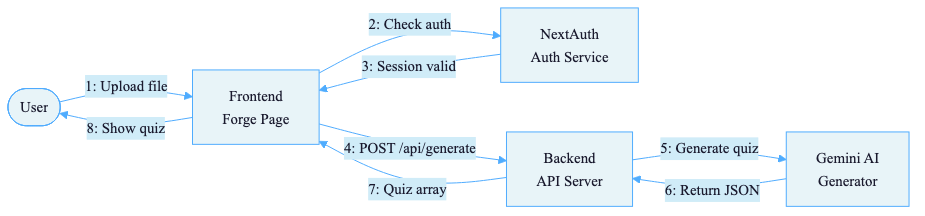 2: Check auth
NextAuth
Auth Service
3: Session valid
1: Upload file
User
Frontend
Forge Page
8: Show quiz
4: POST /api/generate
Backend
API Server
7: Quiz array
5: Generate quiz
Gemini AI
Generator
6: Return JSON